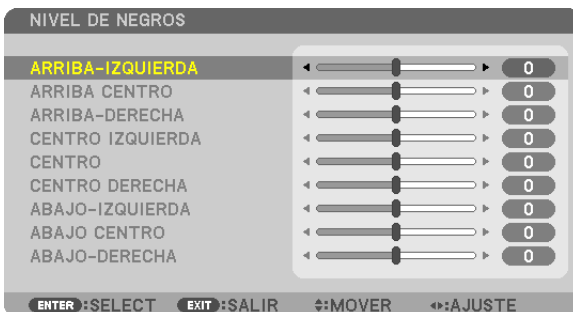 NIVEL DE NEGROS
ARRIBA-IZQUIERDA 0
ARRIBA CENTRO 0
ARRIBA-DERECHA 0
CENTRO IZQUIERDA 0
CENTRO 0
CENTRO DERECHA 0
ABAJO-IZQUIERDA 0
ABAJO CENTRO 0
ABAJO-DERECHA 0
ENTER :SELECT EXIT :SALIR :MOVER :AJUSTE